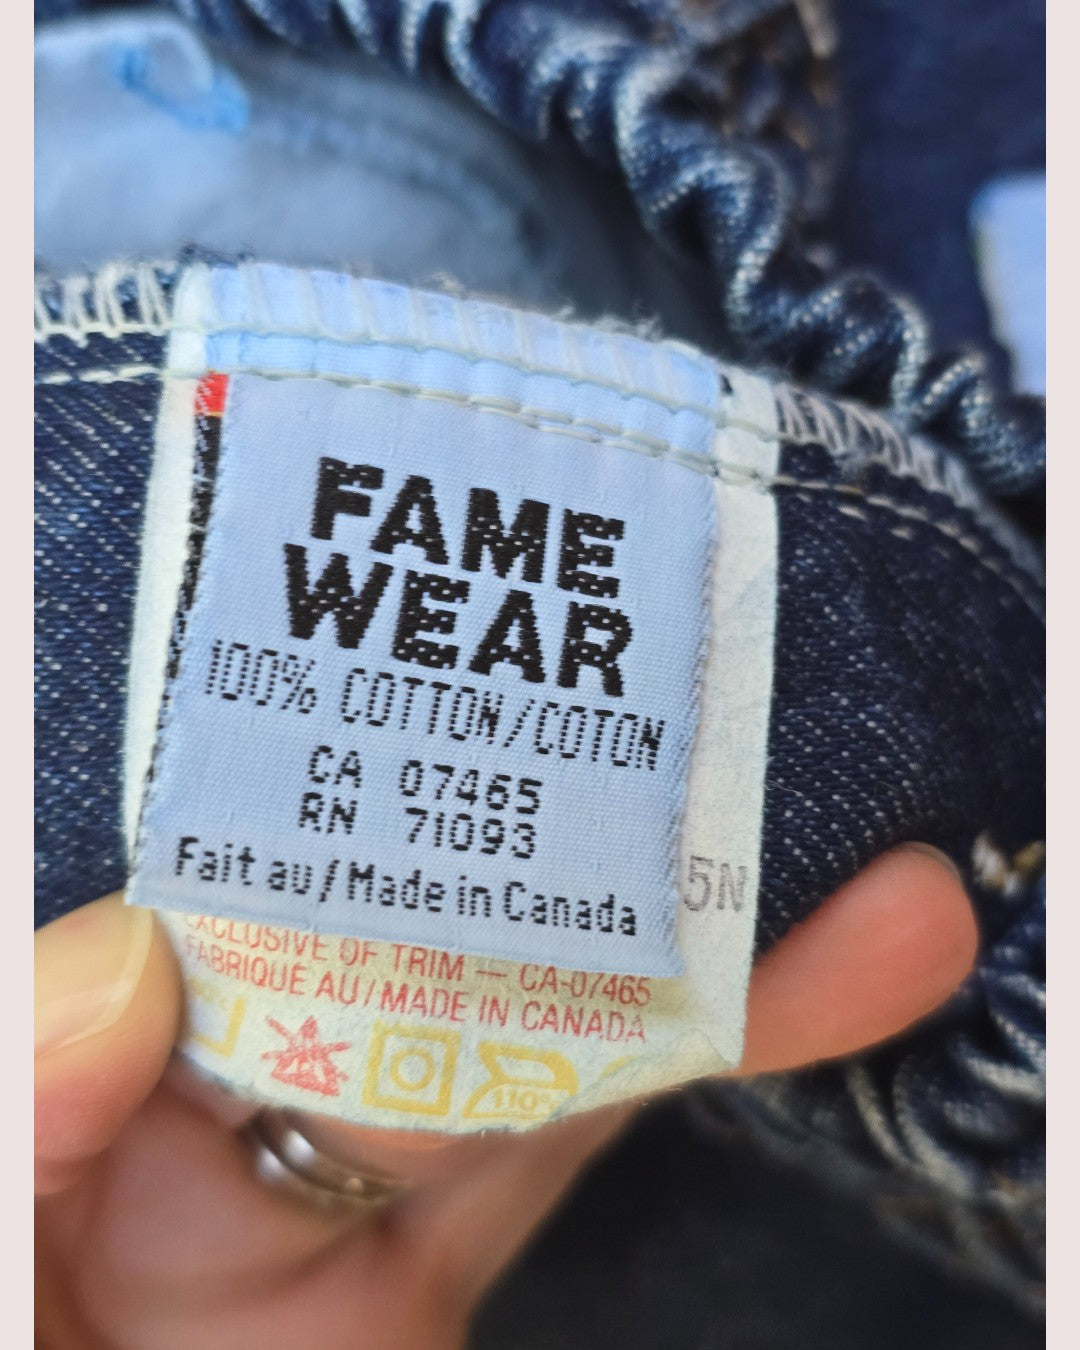 FAME
WEAR
100% COTTON/COTON
CA 07465
RN 71093
Fait au/Made in Canada
5N
EXCLUSIVE OF TRIM — CA-07465
FABRIQUE AU/MADE IN CANADA
110°